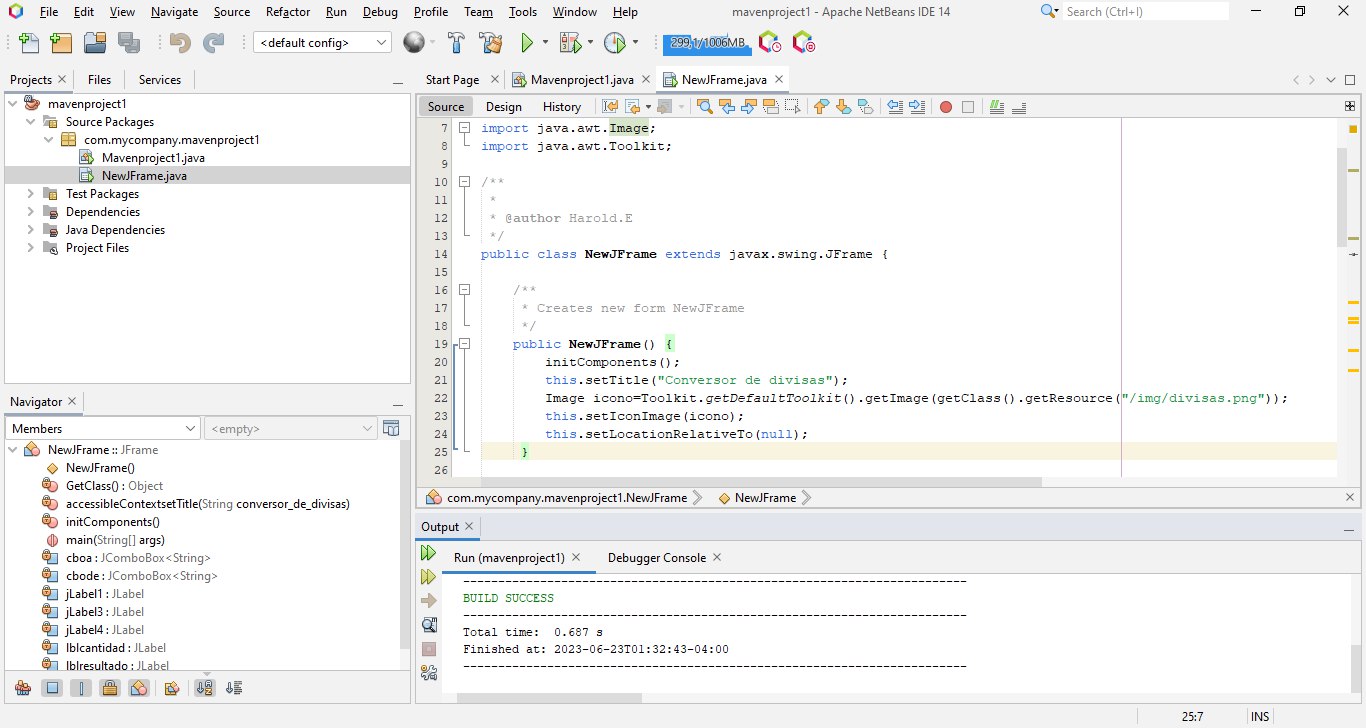 File Edit View Navigate Source Refactor Run Debug Profile Team Tools Window Help mavenproject1 - Apache NetBeans IDE 14 Search (Ctrl+I)
<default config> 299,1/1006MB
Projects Files Services
mavenproject1
Source Packages
com.mycompany.mavenproject1
Mavenproject1.java
NewJFrame.java
Test Packages
Dependencies
Java Dependencies
Project Files
Navigator
Members <empty>
NewJFrame :: JFrame
NewJFrame()
GetClass() : Object
accessibleContextsetTitle(String conversor_de_divisas)
initComponents()
main(String[] args)
cboa : JComboBox<String>
cbode : JComboBox<String>
jLabel1 : JLabel
jLabel3 : JLabel
jLabel4 : JLabel
lblcantidad : JLabel
lblresultado : JLabel
Start Page Mavenproject1.java NewJFrame.java
Source Design History
7 import java.awt.Image;
8 import java.awt.Toolkit;
9
10 /**
11 *
12 * @author Harold.E
13 */
14 public class NewJFrame extends javax.swing.JFrame {
15
16 /**
17 * Creates new form NewJFrame
18 */
19 public NewJFrame() {
20 initComponents();
21 this.setTitle("Conversor de divisas");
22 Image icono=Toolkit.getDefaultToolkit().getImage(getClass().getResource("/img/divisas.png"));
23 this.setIconImage(icono);
24 this.setLocationRelativeTo(null);
25 }
26
com.mycompany.mavenproject1.NewJFrame NewJFrame
Output
Run (mavenproject1) Debugger Console
------------------------------------------------------------------------
BUILD SUCCESS
------------------------------------------------------------------------
Total time: 0.687 s
Finished at: 2023-06-23T01:32:43-04:00
------------------------------------------------------------------------
25:7 INS